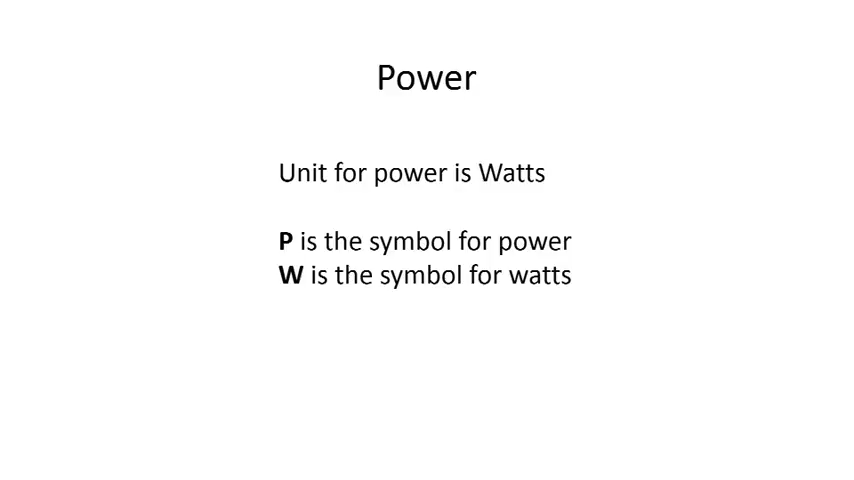 Power
Unit for power is Watts
P is the symbol for power
W is the symbol for watts